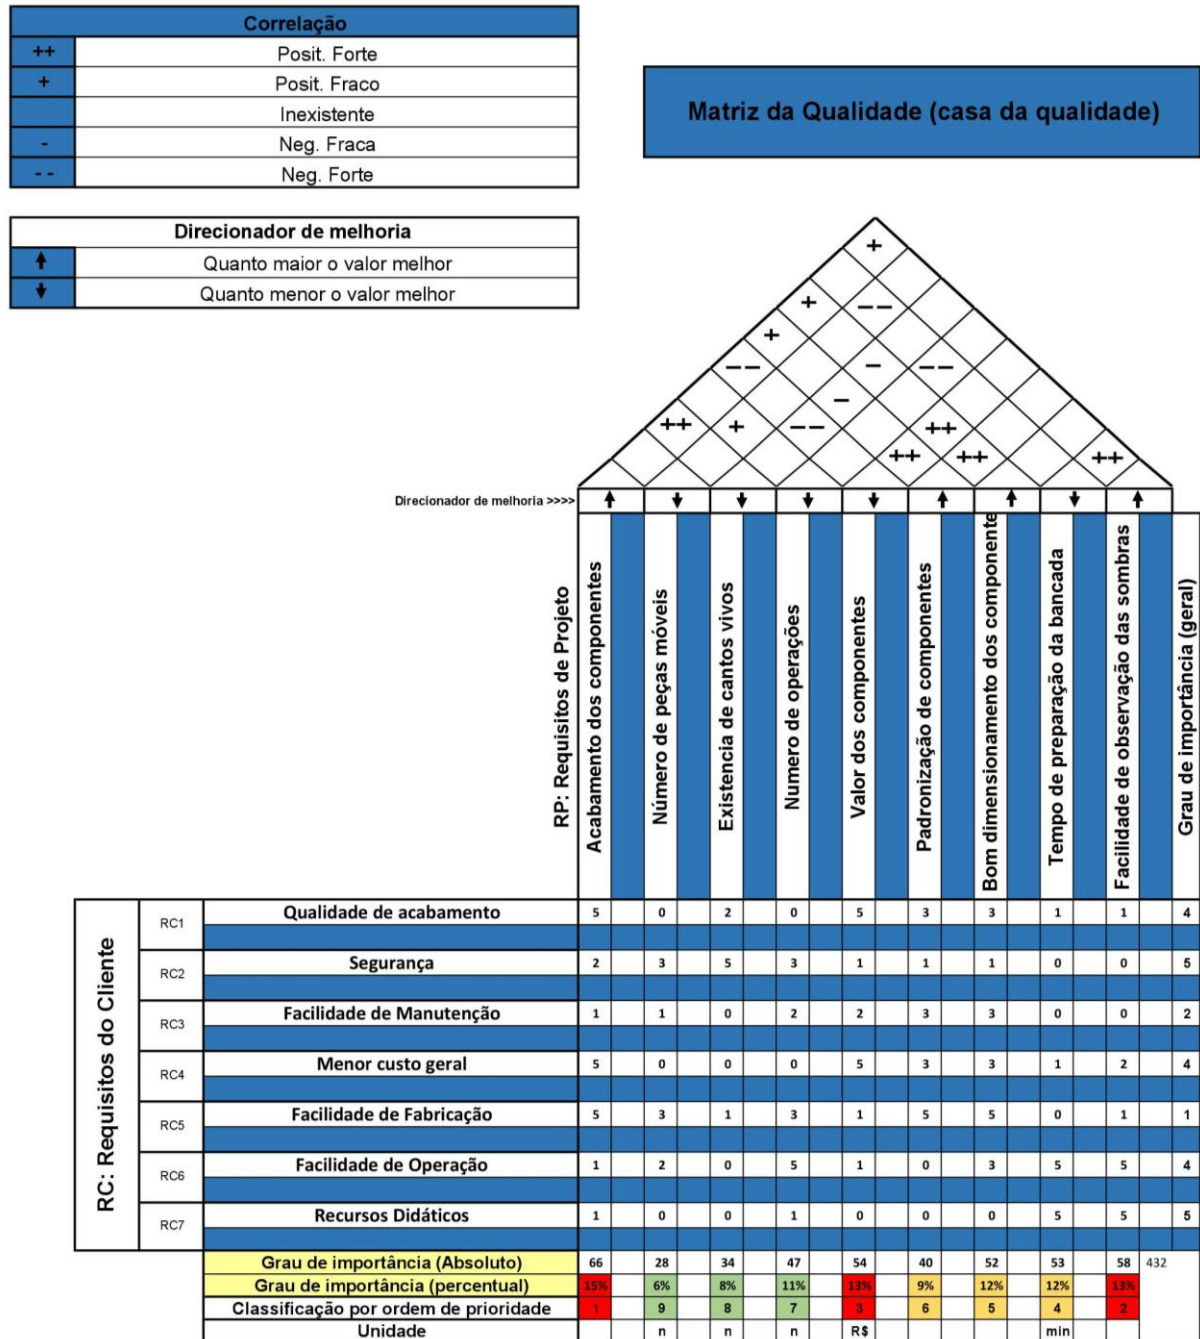 Correlação
++ Posit. Forte
+ Posit. Fraco
Inexistente
- Neg. Fraca
-- Neg. Forte
Matriz da Qualidade (casa da qualidade)
Direcionador de melhoria
↑ Quanto maior o valor melhor
↓ Quanto menor o valor melhor
+
+ --
+
-- - --
-
++ + -- ++
++ ++ ++
Direcionador de melhoria >>>> ↑ ↓ ↓ ↓ ↓ ↑ ↑ ↓ ↑
RP: Requisitos de Projeto
Acabamento dos componentes
Número de peças móveis
Existencia de cantos vivos
Numero de operações
Valor dos componentes
Padronização de componentes
Bom dimensionamento dos componente
Tempo de preparação da bancada
Facilidade de observação das sombras
Grau de importância (geral)
RC: Requisitos do Cliente
RC1 Qualidade de acabamento 5 0 2 0 5 3 3 1 1 4
RC2 Segurança 2 3 5 3 1 1 1 0 0 5
RC3 Facilidade de Manutenção 1 1 0 2 2 3 3 0 0 2
RC4 Menor custo geral 5 0 0 0 5 3 3 1 2 4
RC5 Facilidade de Fabricação 5 3 1 3 1 5 5 0 1 1
RC6 Facilidade de Operação 1 2 0 5 1 0 3 5 5 4
RC7 Recursos Didáticos 1 0 0 1 0 0 0 5 5 5
Grau de importância (Absoluto) 66 28 34 47 54 40 52 53 58 432
Grau de importância (percentual) 15% 6% 8% 11% 13% 9% 12% 12% 13%
Classificação por ordem de prioridade 1 9 8 7 3 6 5 4 2
Unidade n n n R$ min